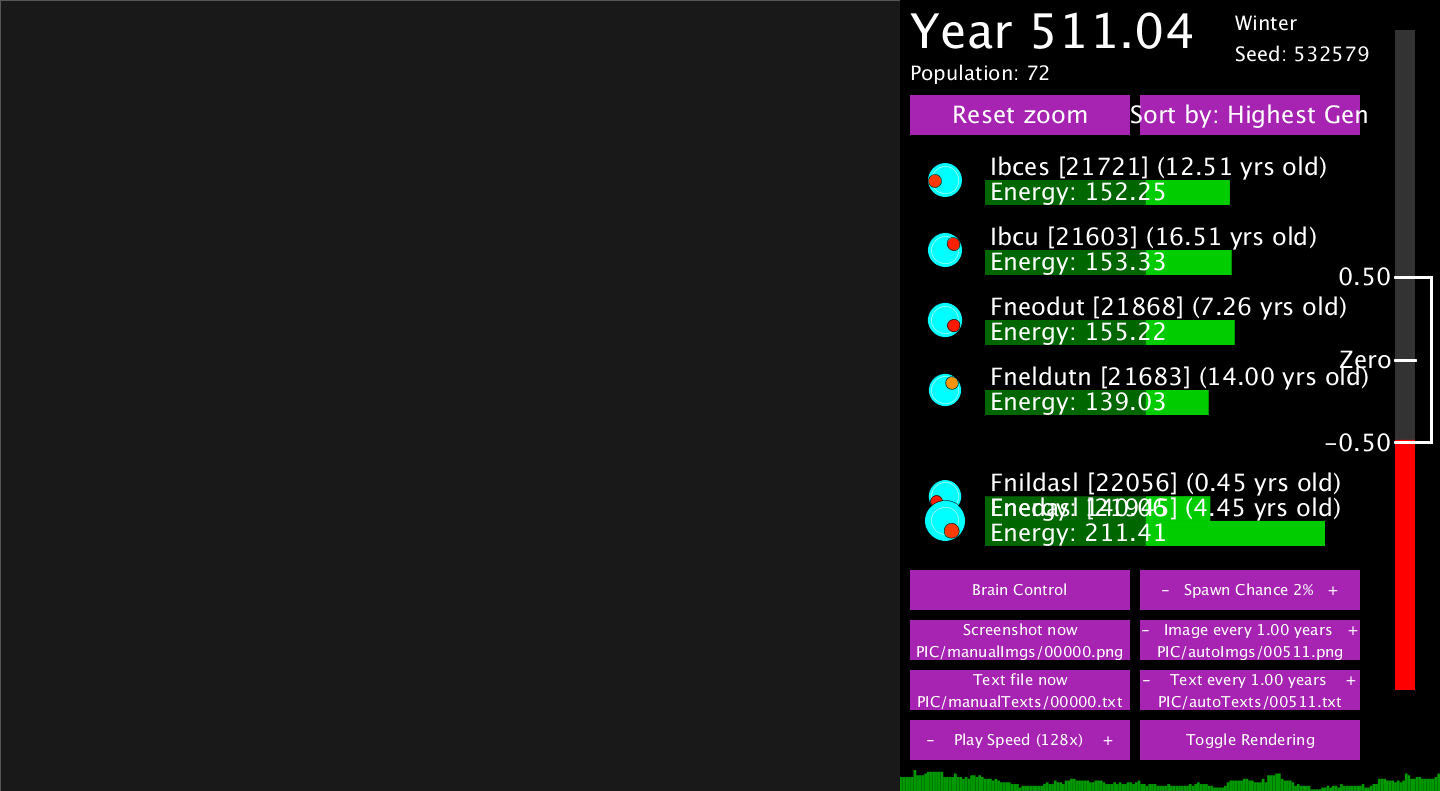 Year 511.04
Winter
Seed: 532579
Population: 72
Reset zoom
Sort by: Highest Gen
Ibces [21721] (12.51 yrs old)
Energy: 152.25
Ibcu [21603] (16.51 yrs old)
Energy: 153.33
0.50
Fneodut [21868] (7.26 yrs old)
Energy: 155.22
Zero
Fneldutn [21683] (14.00 yrs old)
Energy: 139.03
-0.50
Fnildasl [22056] (0.45 yrs old)
(4.45 yrs old)
Energy: 211.41
Brain Control
- Spawn Chance 2% +
Screenshot now
PIC/manualImgs/00000.png
- Image every 1.00 years +
PIC/autoImgs/00511.png
Text file now
PIC/manualTexts/00000.txt
- Text every 1.00 years +
PIC/autoTexts/00511.txt
- Play Speed (128x) +
Toggle Rendering